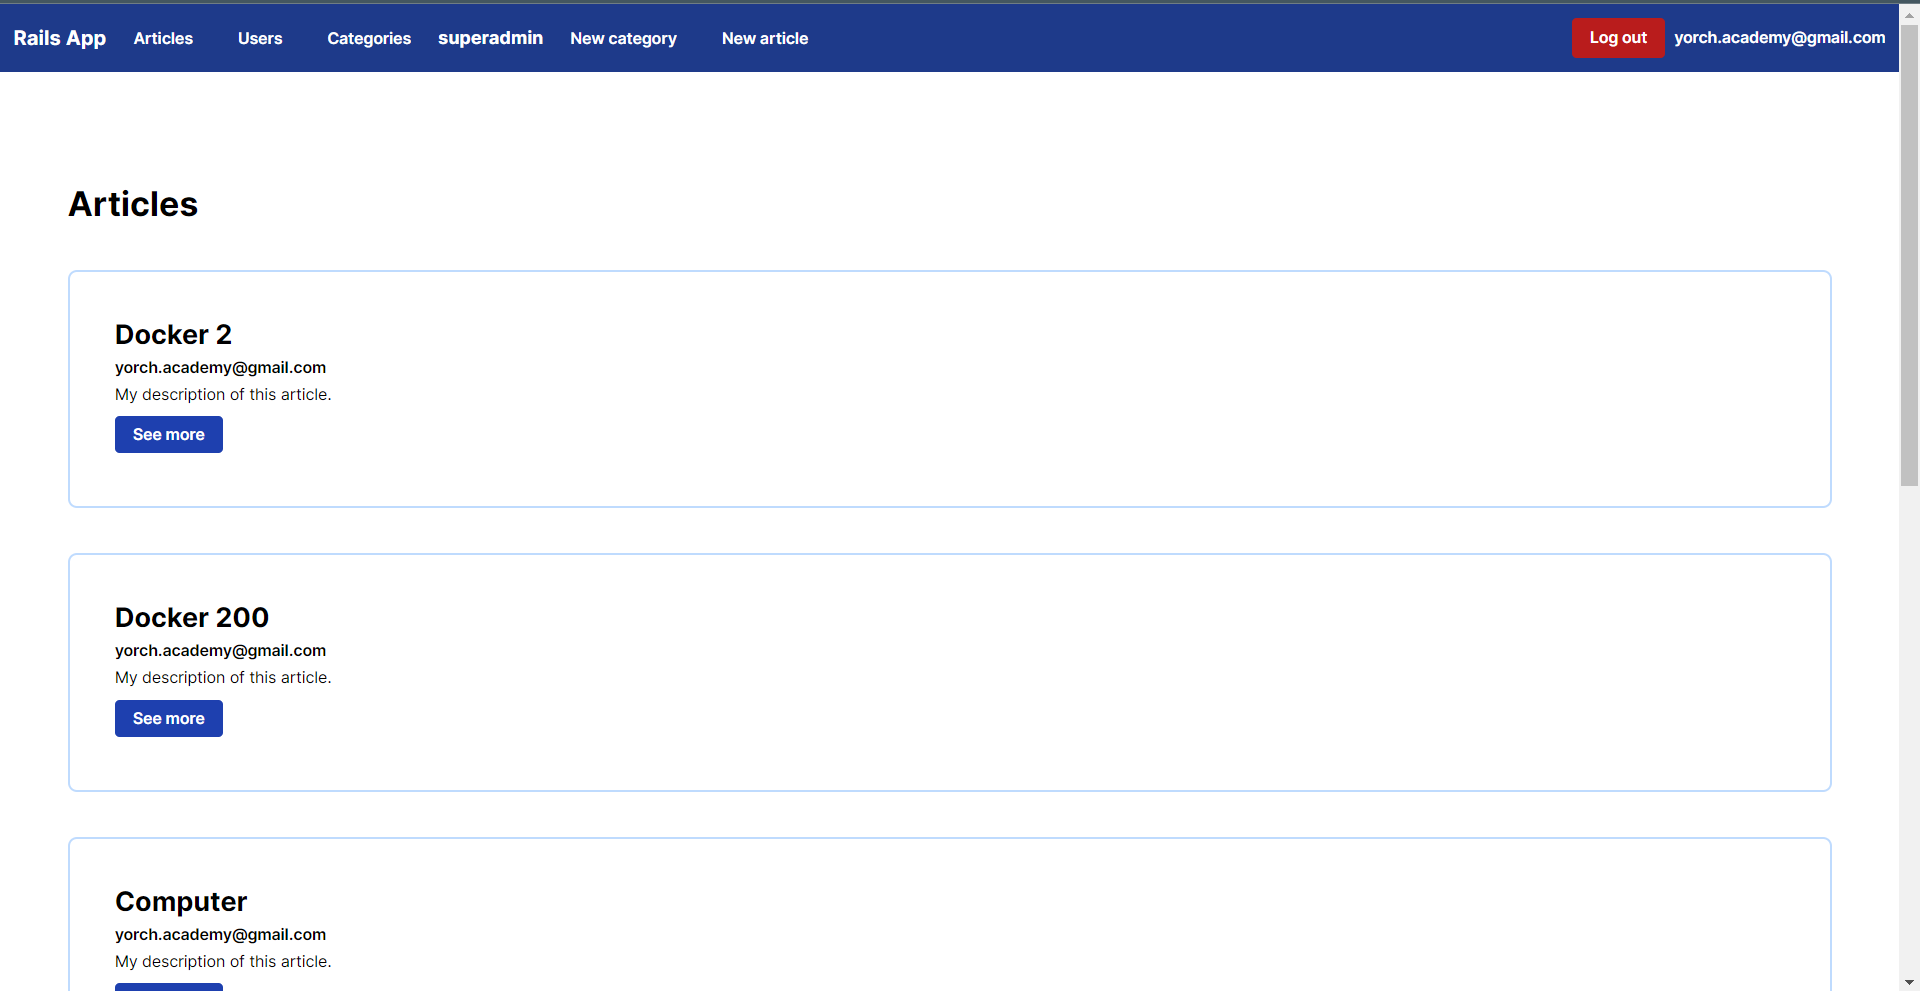 Rails App Articles Users Categories superadmin New category New article Log out yorch.academy@gmail.com
Articles
Docker 2
yorch.academy@gmail.com
My description of this article.
See more
Docker 200
yorch.academy@gmail.com
My description of this article.
See more
Computer
yorch.academy@gmail.com
My description of this article.